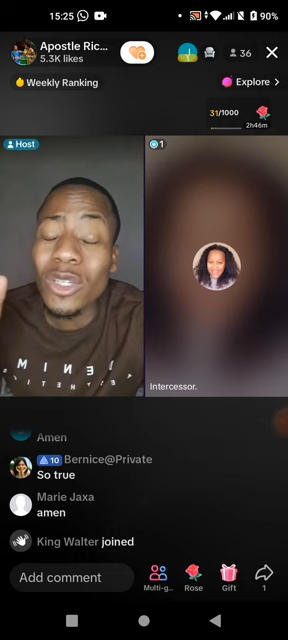 15:25
90%
Apostle Ric...
5.3K likes
36
Weekly Ranking
Explore >
31/1000
2h46m
Host
1
DENIM
Intercessor.
Amen
10 Bernice@Private
So true
Marie Jaxa
amen
King Walter joined
Add comment
Multi-g...
Rose
Gift
1